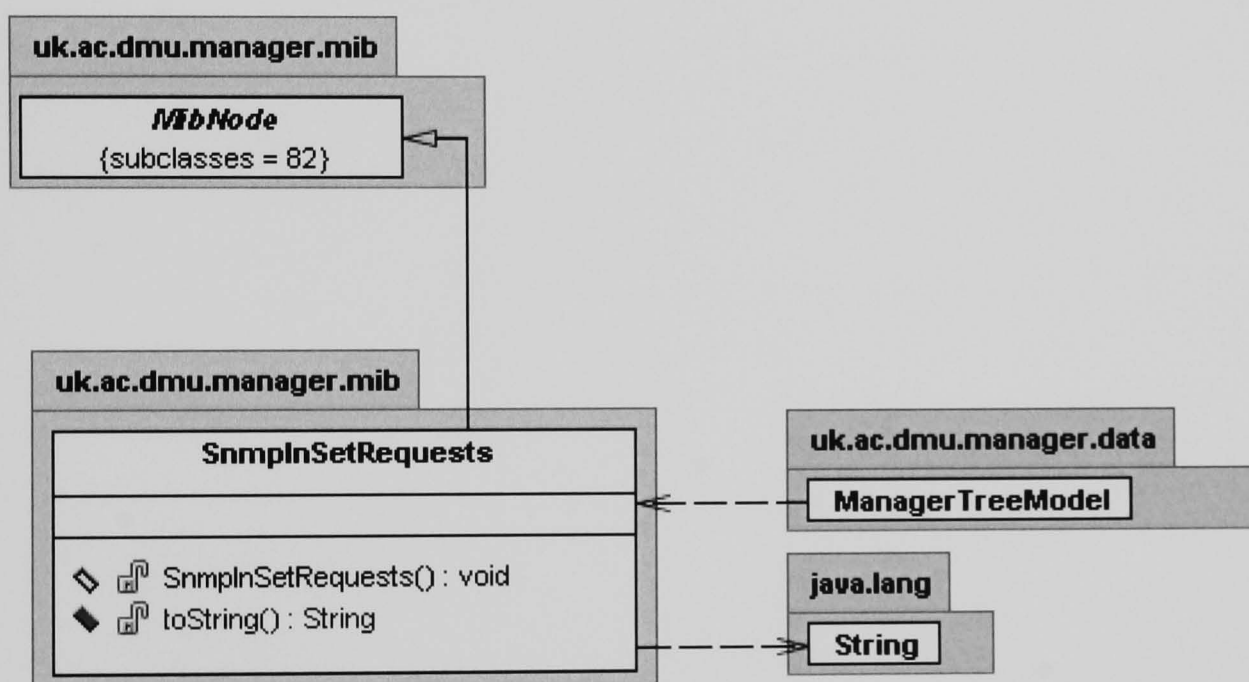 uk.ac.dmu.manager.mib
MibNode
{subclasses = 82}
uk.ac.dmu.manager.mib
SnmpInSetRequests
SnmpInSetRequests() : void
toString() : String
uk.ac.dmu.manager.data
ManagerTreeModel
java.lang
String